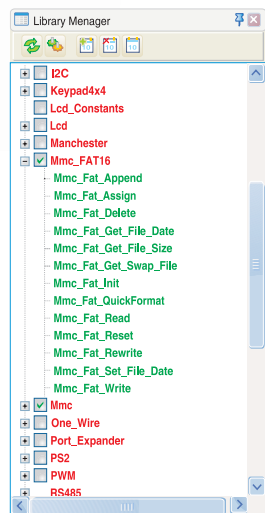 Library Menager
I2C
Keypad4x4
Lcd_Constants
Lcd
Manchester
Mmc_FAT16
Mmc_Fat_Append
Mmc_Fat_Assign
Mmc_Fat_Delete
Mmc_Fat_Get_File_Date
Mmc_Fat_Get_File_Size
Mmc_Fat_Get_Swap_File
Mmc_Fat_Init
Mmc_Fat_QuickFormat
Mmc_Fat_Read
Mmc_Fat_Reset
Mmc_Fat_Rewrite
Mmc_Fat_Set_File_Date
Mmc_Fat_Write
Mmc
One_Wire
Port_Expander
PS2
PWM
RS485